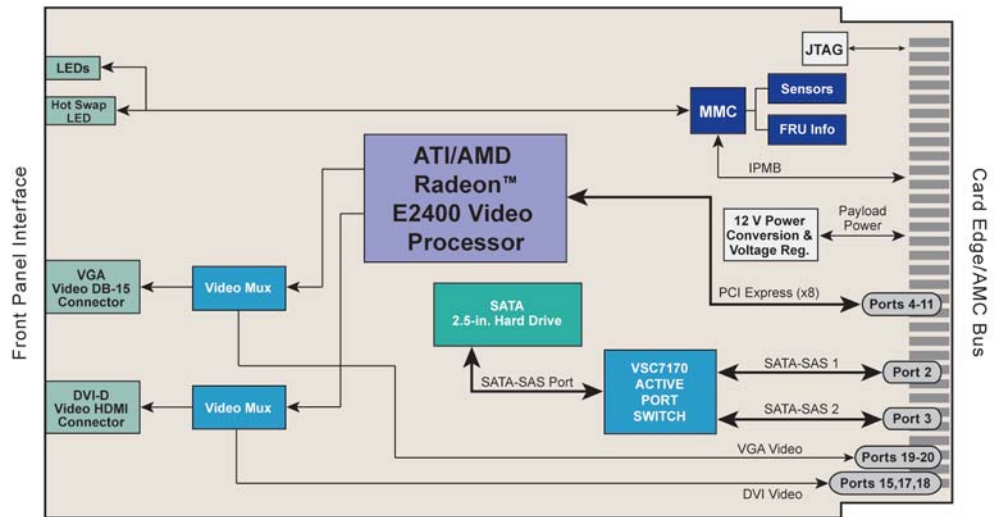 JTAG
LEDs
Hot Swap
LED
MMC
Sensors
FRU Info
IPMB
ATI/AMD
Radeon™
E2400 Video
Processor
12 V Power
Conversion &
Voltage Reg.
Payload
Power
Front Panel Interface
Card Edge/AMC Bus
VGA
Video DB-15
Connector
Video Mux
SATA
2.5-in. Hard Drive
PCI Express (x8)
Ports 4-11
VSC7170
ACTIVE
PORT
SWITCH
SATA-SAS Port
SATA-SAS 1
Port 2
DVI-D
Video HDMI
Connector
Video Mux
SATA-SAS 2
Port 3
VGA Video
Ports 19-20
DVI Video
Ports 15,17,18